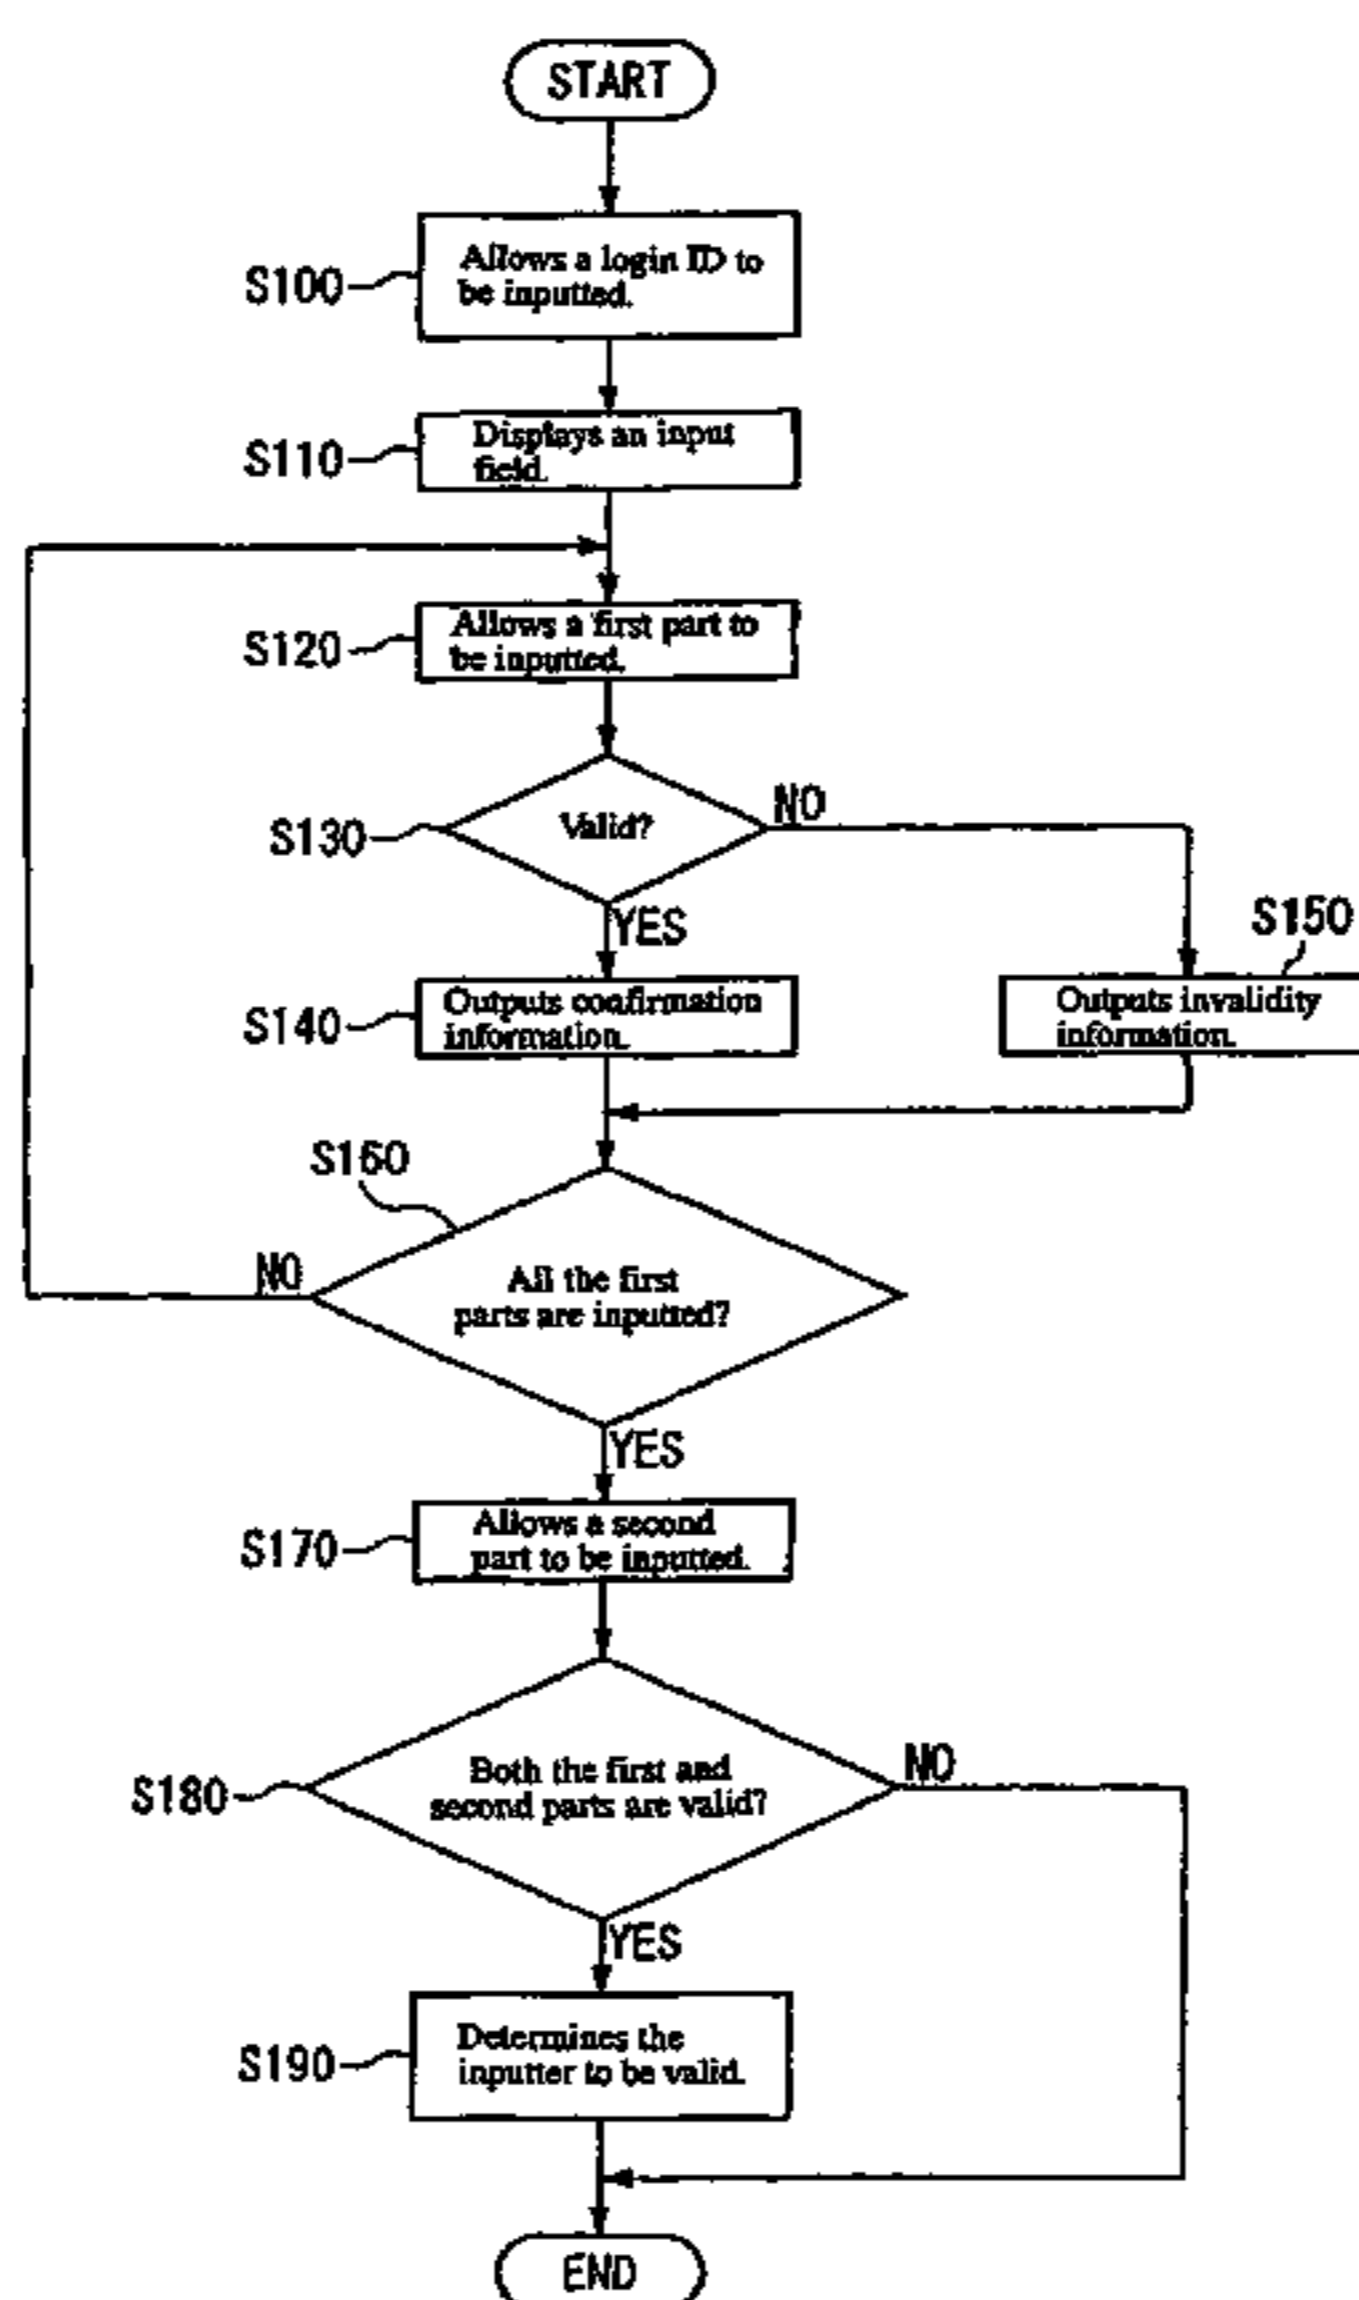 START
S100
Allows a login ID to
be inputted.
S110
Displays an input
field.
S120
Allows a first part to
be inputted.
S130
Valid?
NO
YES
S140
Outputs confirmation
information.
S150
Outputs invalidity
information.
S160
All the first
parts are inputted?
NO
YES
S170
Allows a second
part to be inputted.
S180
Both the first and
second parts are valid?
NO
YES
S190
Determines the
inputter to be valid.
END